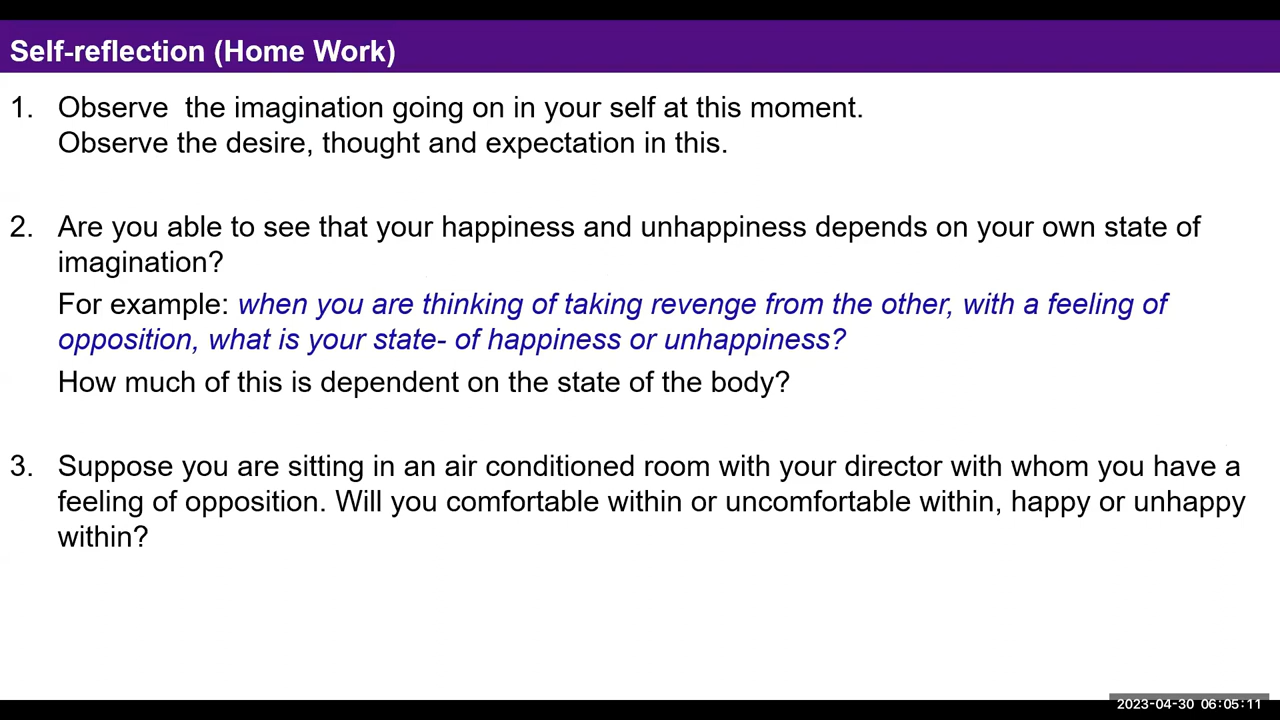 Self-reflection (Home Work)
1. Observe  the imagination going on in your self at this moment.
Observe the desire, thought and expectation in this.
2. Are you able to see that your happiness and unhappiness depends on your own state of
imagination?
For example: when you are thinking of taking revenge from the other, with a feeling of
opposition, what is your state- of happiness or unhappiness?
How much of this is dependent on the state of the body?
3. Suppose you are sitting in an air conditioned room with your director with whom you have a
feeling of opposition. Will you comfortable within or uncomfortable within, happy or unhappy
within?
2023-04-30 06:05:11